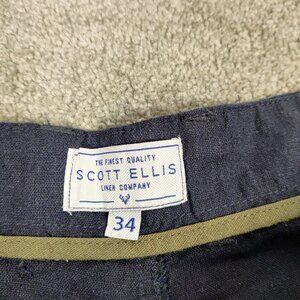 THE FINEST QUALITY
SCOTT ELLIS
LINEN COMPANY
34